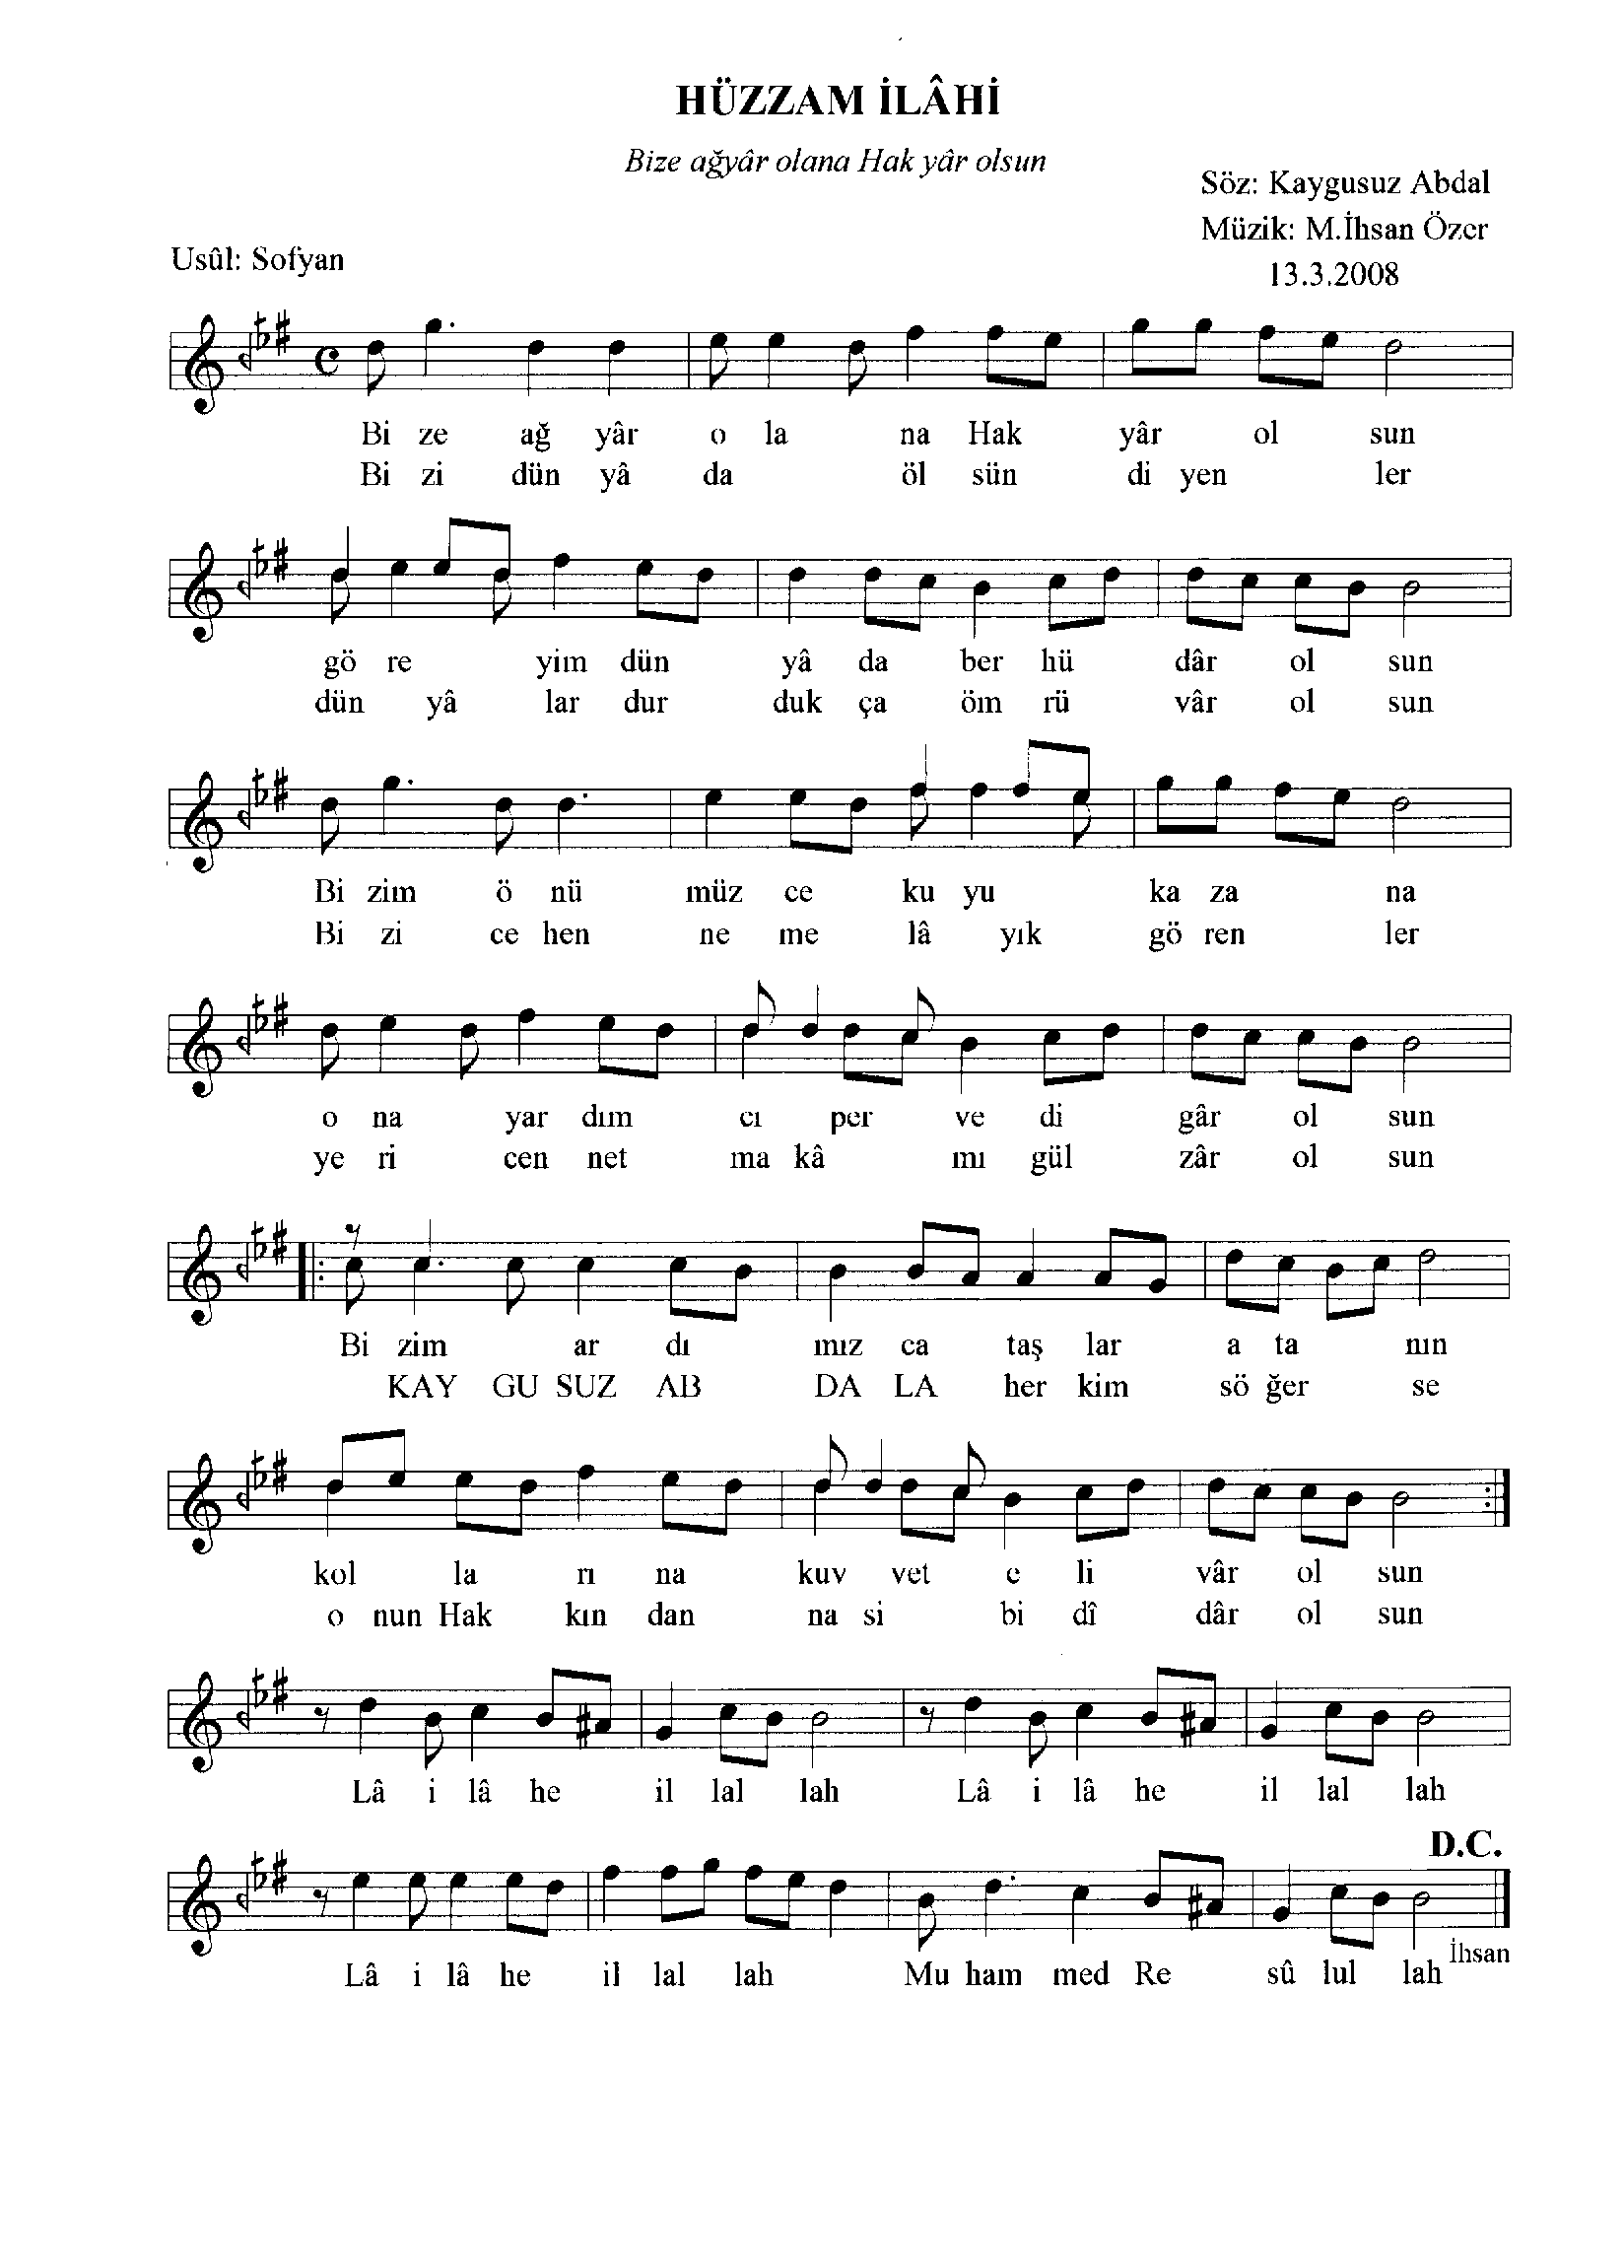 HÜZZAM İLÂHİ
Bize ağyâr olana Hak yâr olsun
Söz: Kaygusuz Abdal
Müzik: M.İhsan Özer
Usûl: Sofyan
13.3.2008
Bi ze ağ yâr o la na Hak yâr ol sun
Bi zi dün yâ da öl sün di yen ler
gö re yim dün yâ da ber hü dâr ol sun
dün yâ lar dur duk ça öm rü vâr ol sun
Bi zim ö nü müz ce ku yu ka za na
Bi zi ce hen ne me lâ yık gö ren ler
o na yar dım cı per ve di gâr ol sun
ye ri cen net ma kâ mı gül zâr ol sun
Bi zim ar dı mız ca taş lar a ta nın
KAY GU SUZ AB DA LA her kim sö ğer se
kol la rı na kuv vet e li vâr ol sun
o nun Hak kın dan na si bi dî dâr ol sun
Lâ i lâ he il lal lah Lâ i lâ he il lal lah
D.C.
Lâ i lâ he il lal lah Mu ham med Re sû lul lah
İhsan